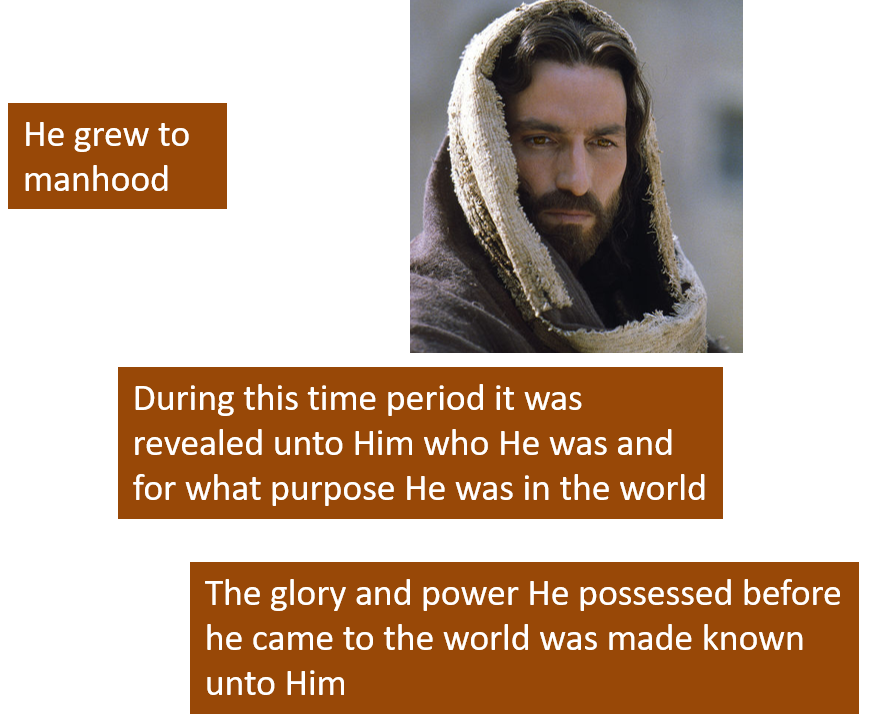 He grew to
manhood
During this time period it was
revealed unto Him who He was and
for what purpose He was in the world
The glory and power He possessed before
he came to the world was made known
unto Him